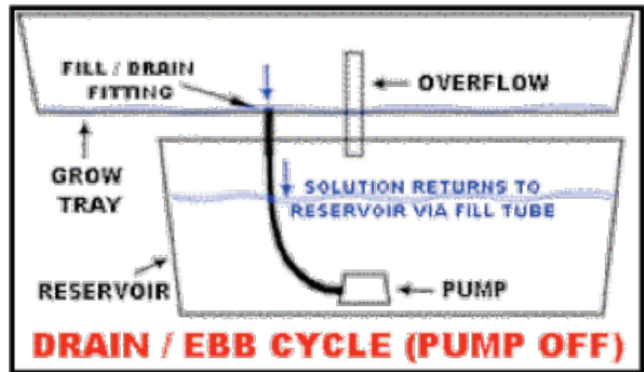 FILL / DRAIN
FITTING
OVERFLOW
GROW
TRAY
SOLUTION RETURNS TO
RESERVOIR VIA FILL TUBE
RESERVOIR
PUMP
DRAIN / EBB CYCLE (PUMP OFF)